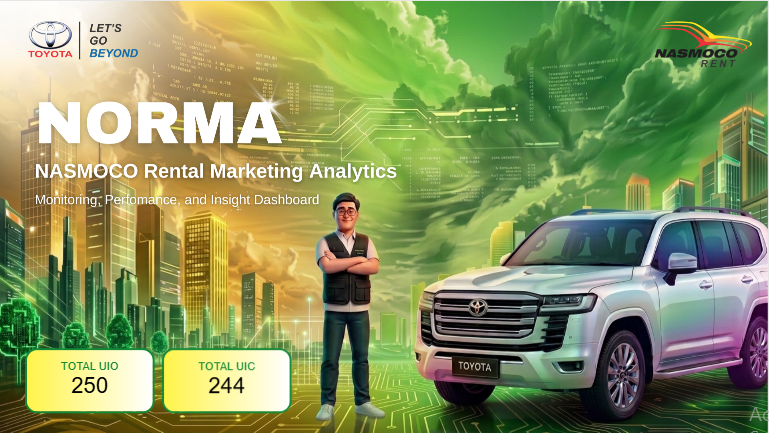 TOYOTA
LET'S
GO
BEYOND
NASMOCO
RENT
NORMA
NASMOCO Rental Marketing Analytics
Monitoring, Perfomance, and Insight Dashboard
TOTAL UIO
250
TOTAL UIC
244
TOYOTA